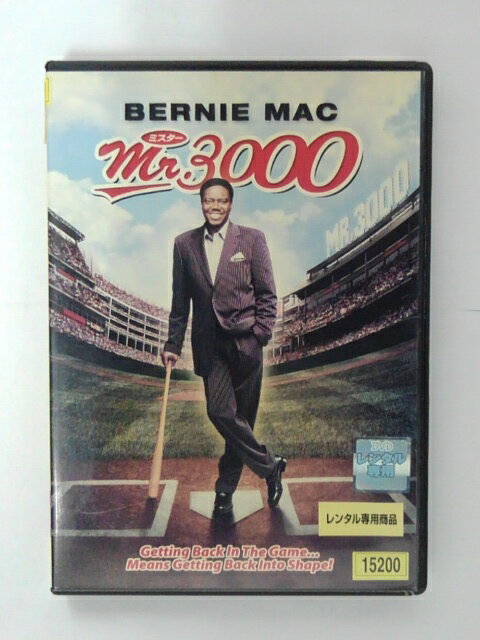 BERNIE MAC
ミスター
Mr.3000
MR.3000
DVD
レンタル
専用
レンタル専用商品
Getting Back In The Game...
Means Getting Back Into Shape!
15200